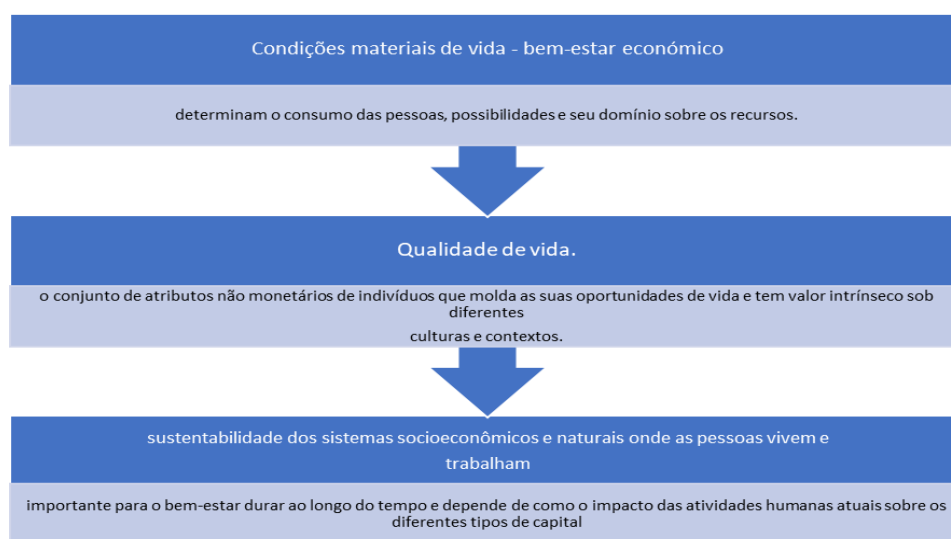 Condições materiais de vida - bem-estar económico
determinam o consumo das pessoas, possibilidades e seu domínio sobre os recursos.
Qualidade de vida.
o conjunto de atributos não monetários de indivíduos que molda as suas oportunidades de vida e tem valor intrínseco sob
diferentes
culturas e contextos.
sustentabilidade dos sistemas socioeconômicos e naturais onde as pessoas vivem e
trabalham
importante para o bem-estar durar ao longo do tempo e depende de como o impacto das atividades humanas atuais sobre os
diferentes tipos de capital